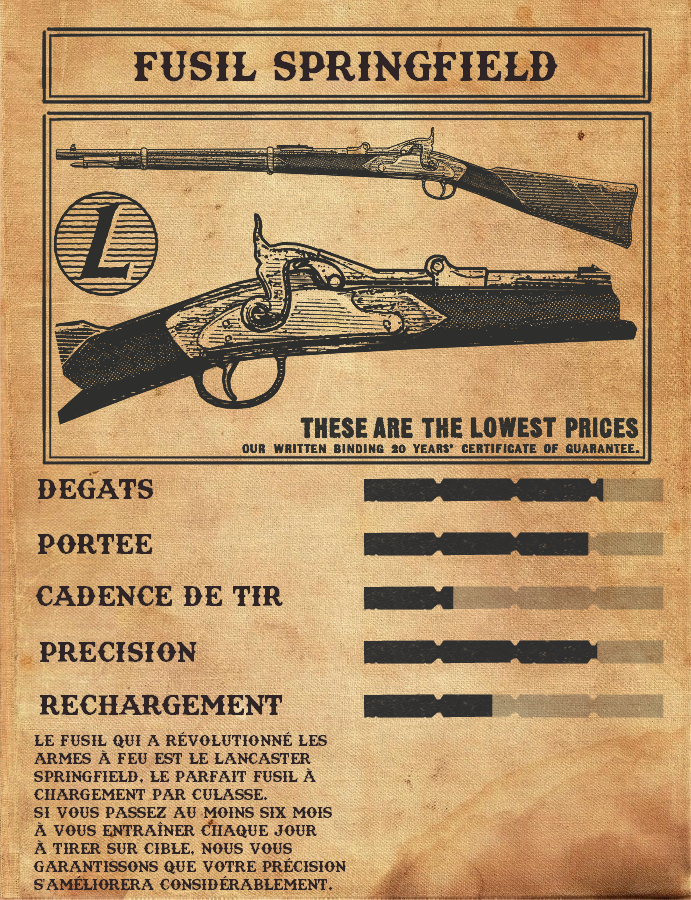 FUSIL SPRINGFIELD
L
THESE ARE THE LOWEST PRICES
OUR WRITTEN BINDING 20 YEARS' CERTIFICATE OF GUARANTEE.
DEGATS
PORTEE
CADENCE DE TIR
PRECISION
RECHARGEMENT
LE FUSIL QUI A RÉVOLUTIONNÉ LES
ARMES À FEU EST LE LANCASTER
SPRINGFIELD, LE PARFAIT FUSIL À
CHARGEMENT PAR CULASSE.
SI VOUS PASSEZ AU MOINS SIX MOIS
À VOUS ENTRAÎNER CHAQUE JOUR
À TIRER SUR CIBLE, NOUS VOUS
GARANTISSONS QUE VOTRE PRÉCISION
S'AMÉLIORERA CONSIDÉRABLEMENT.